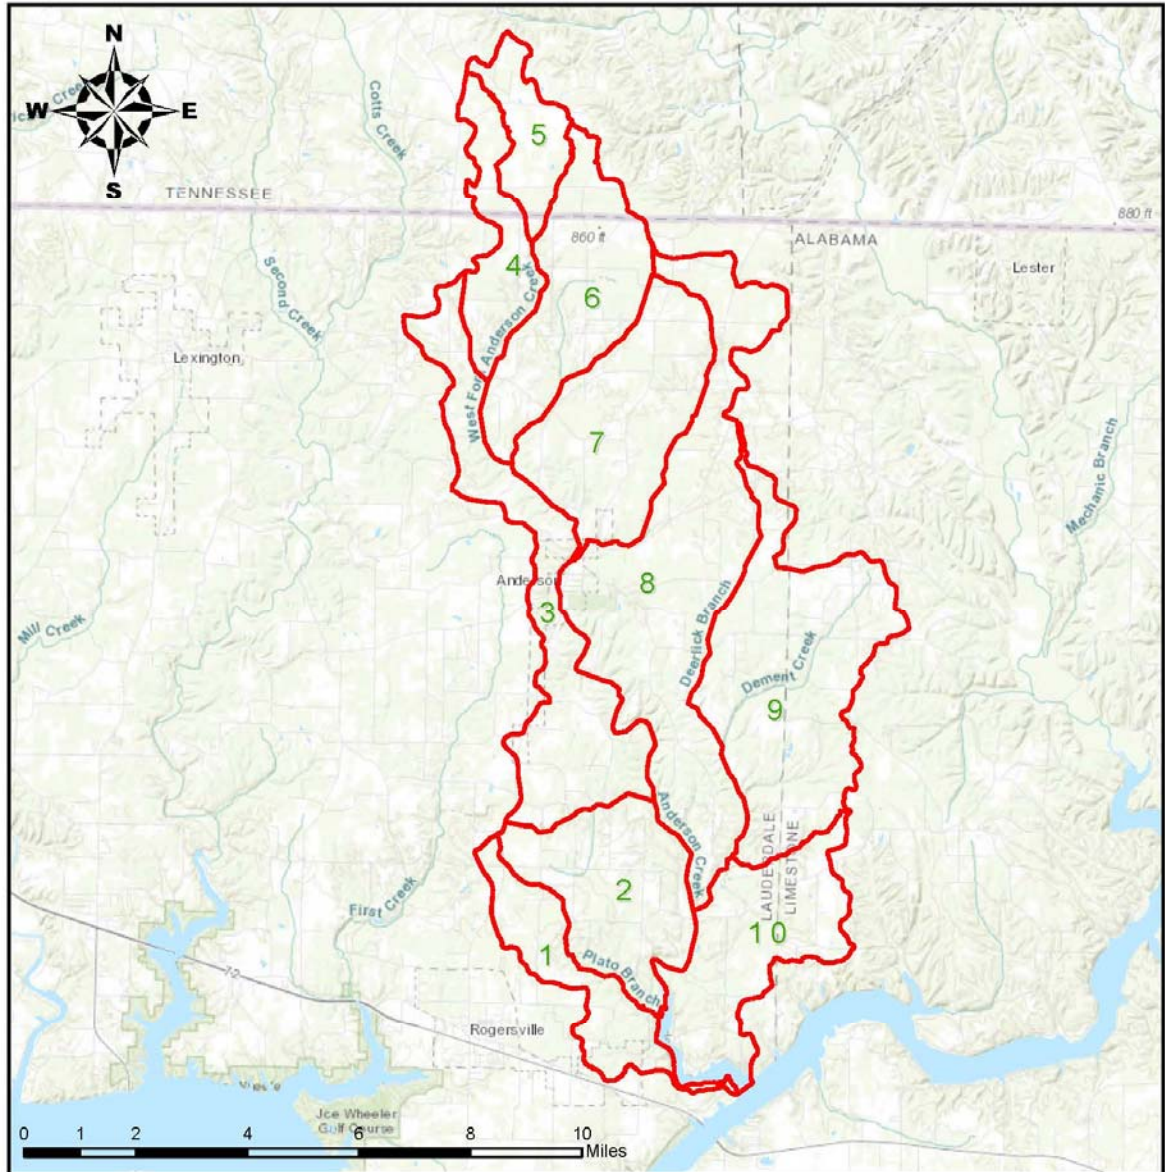 N
W E
S
Cotts Creek
TENNESSEE
5
880 ft
860 ft
ALABAMA
4
Lester
6
Second Creek
West Fork Anderson Creek
Lexington
7
Mechanic Branch
Anderson
8
3
Mill Creek
Deerlick Branch
Dement Creek
9
Anderson Creek
LAUDERDALE
LIMESTONE
2
First Creek
10
1
Plato Branch
72
Rogersville
Joe Wheeler
Golf Course
0 1 2 4 6 8 10
Miles